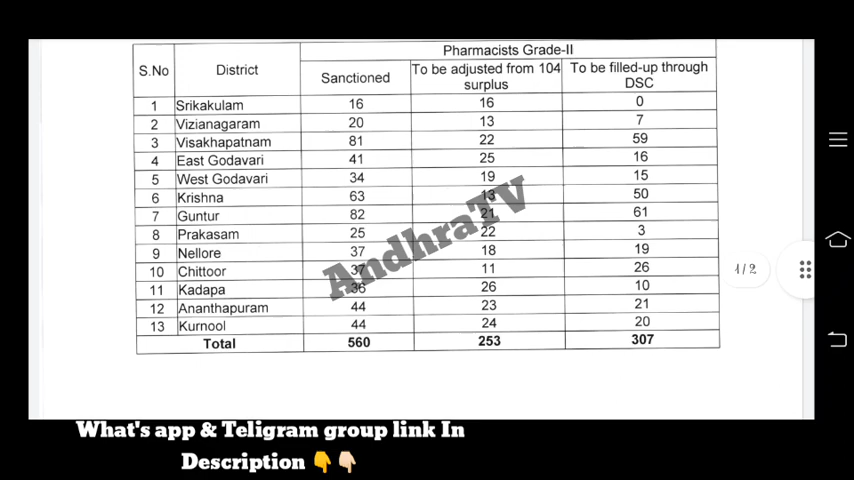 Pharmacists Grade-II
S.No District Sanctioned To be adjusted from 104 surplus To be filled-up through DSC
1 Srikakulam 16 16 0
2 Vizianagaram 20 13 7
3 Visakhapatnam 81 22 59
4 East Godavari 41 25 16
5 West Godavari 34 19 15
6 Krishna 63 13 50
7 Guntur 82 21 61
8 Prakasam 25 22 3
9 Nellore 37 18 19
10 Chittoor 37 11 26
11 Kadapa 36 26 10
12 Ananthapuram 44 23 21
13 Kurnool 44 24 20
Total 560 253 307
AndhraTV
1/2
What's app & Teligram group link In
Description 👇👇🏻